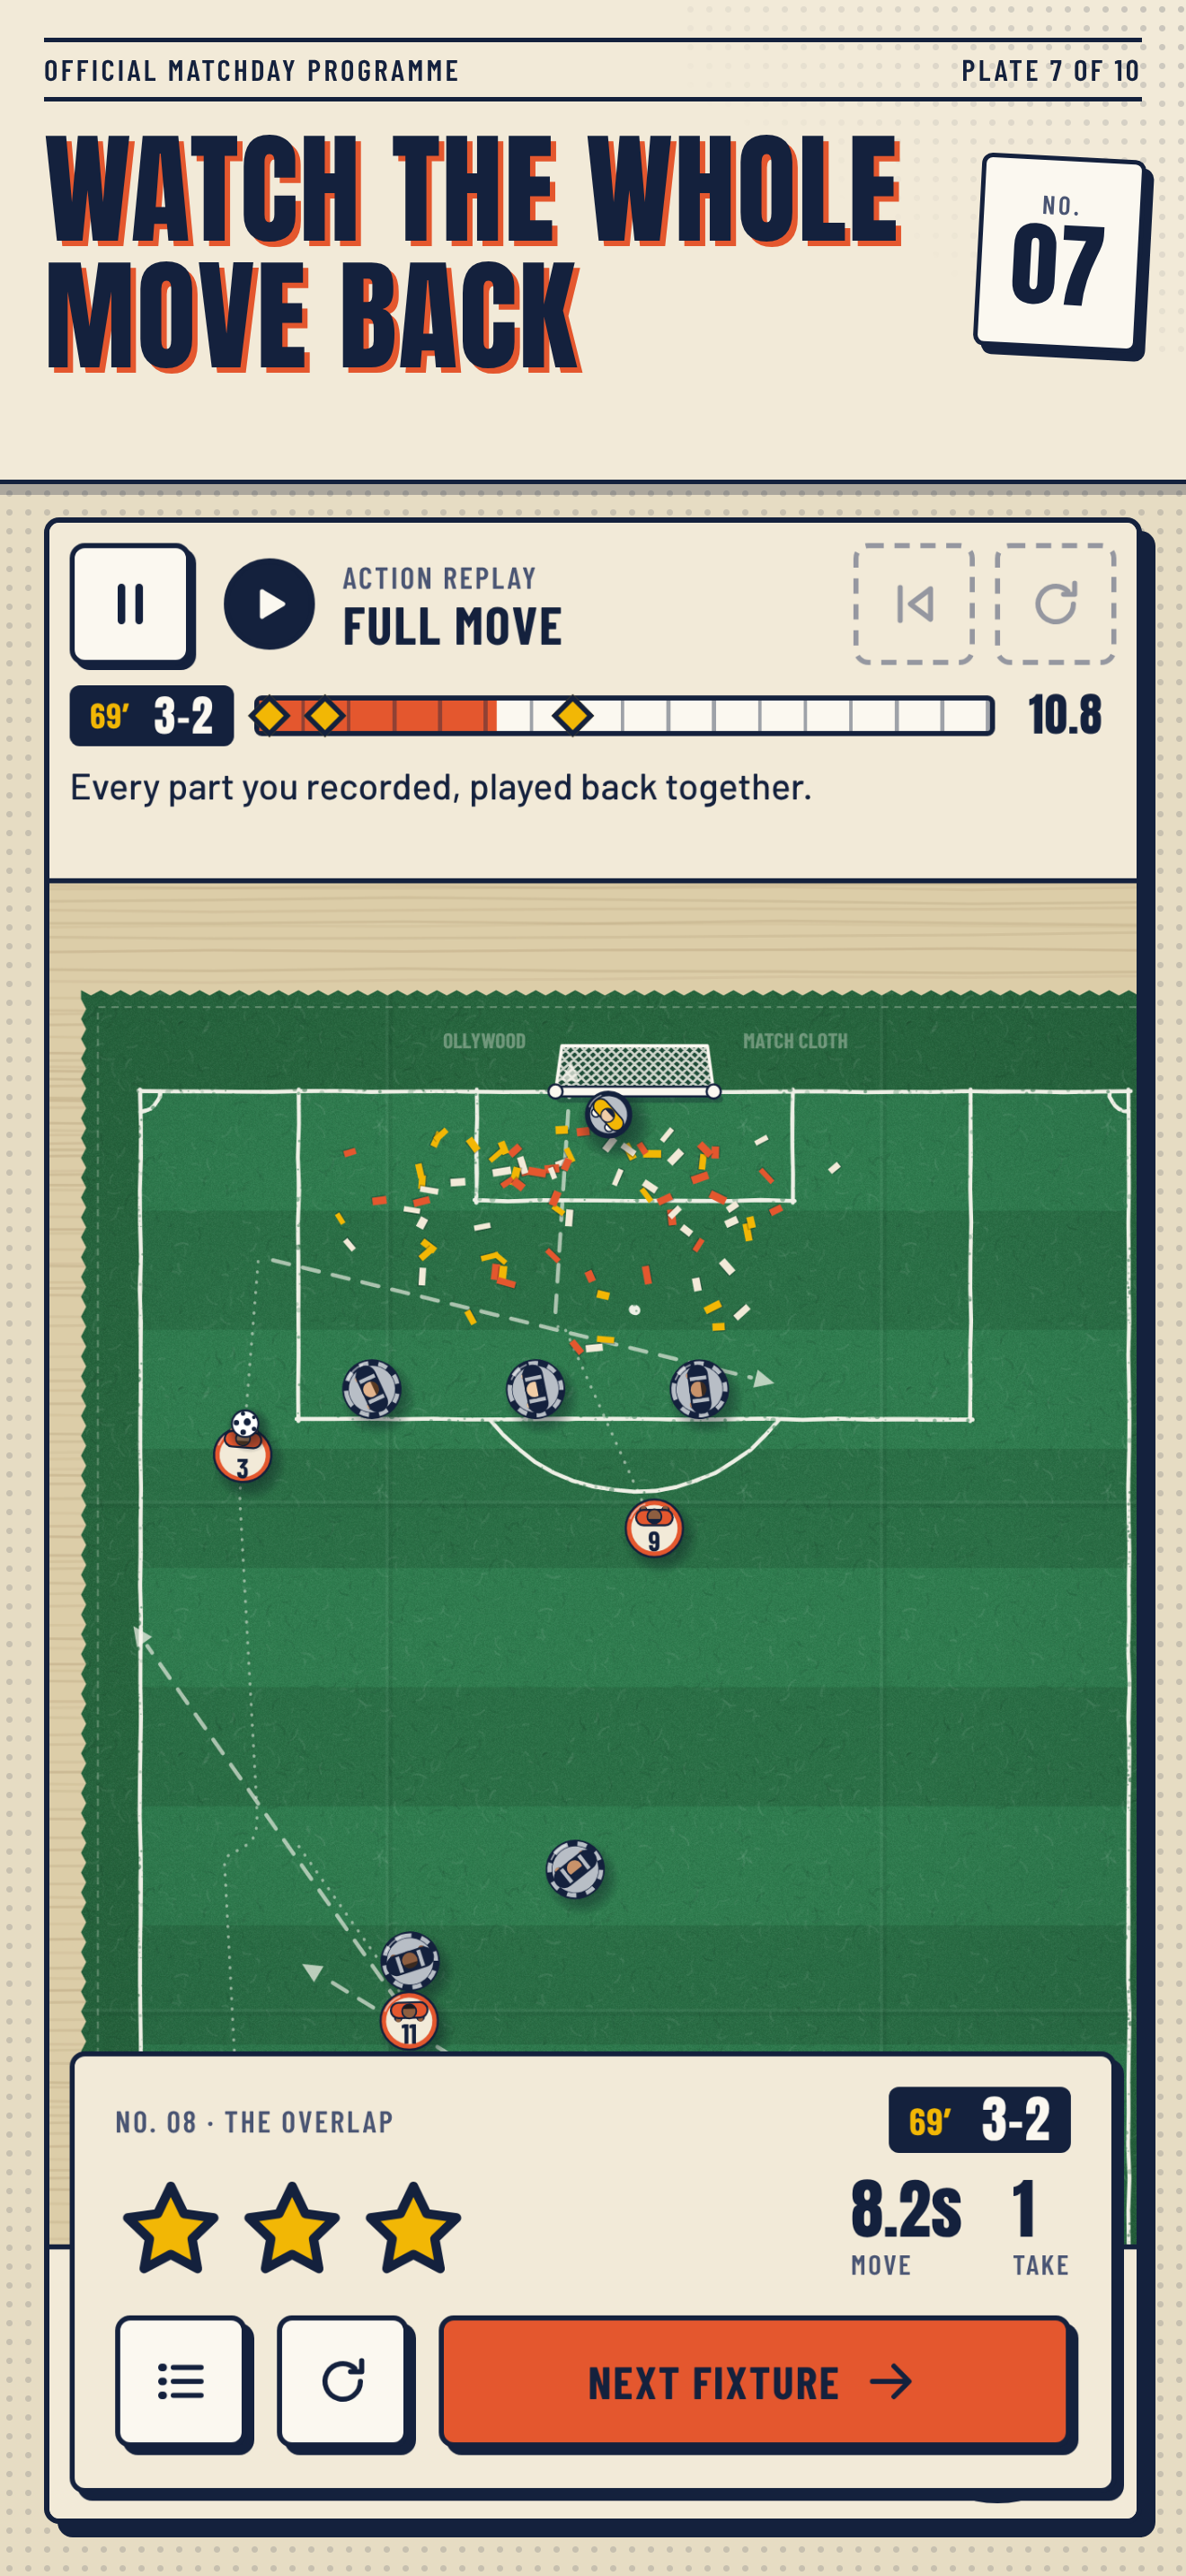 OFFICIAL MATCHDAY PROGRAMME
PLATE 7 OF 10
WATCH THE WHOLE
MOVE BACK
NO.
07
ACTION REPLAY
FULL MOVE
69′ 3-2
10.8
Every part you recorded, played back together.
OLLYWOOD
MATCH CLOTH
3
9
11
NO. 08 · THE OVERLAP
69′ 3-2
8.2s
MOVE
1
TAKE
NEXT FIXTURE →